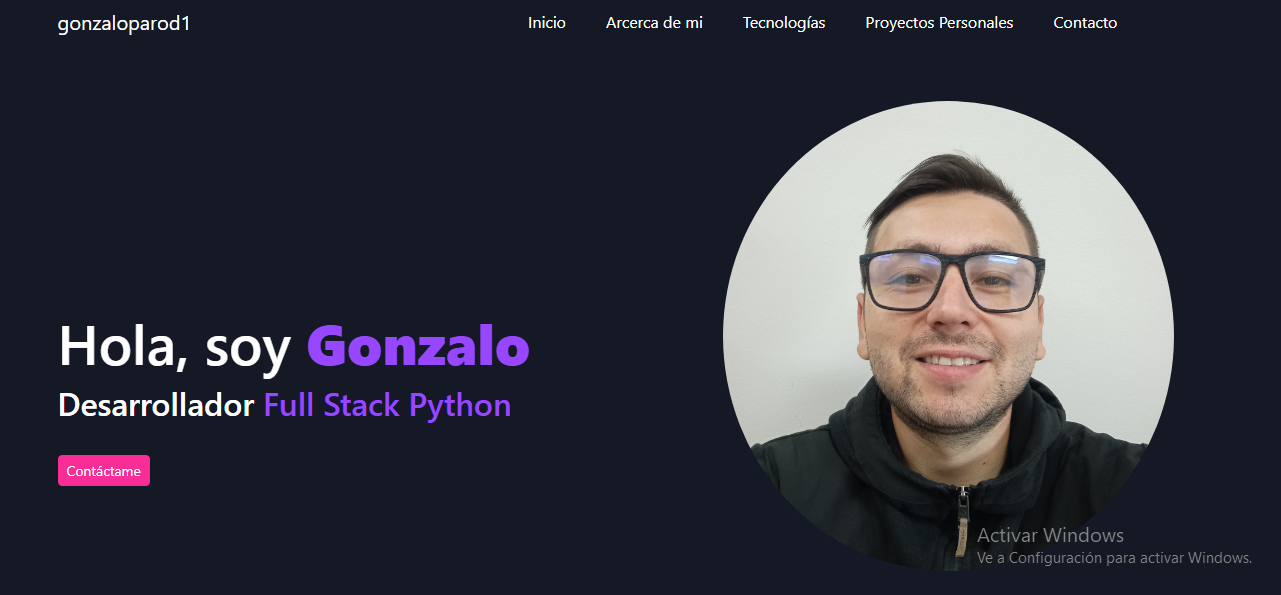 gonzaloparod1
Inicio Arcerca de mi Tecnologías Proyectos Personales Contacto
Hola, soy Gonzalo
Desarrollador Full Stack Python
Contáctame
Activar Windows
Ve a Configuración para activar Windows.